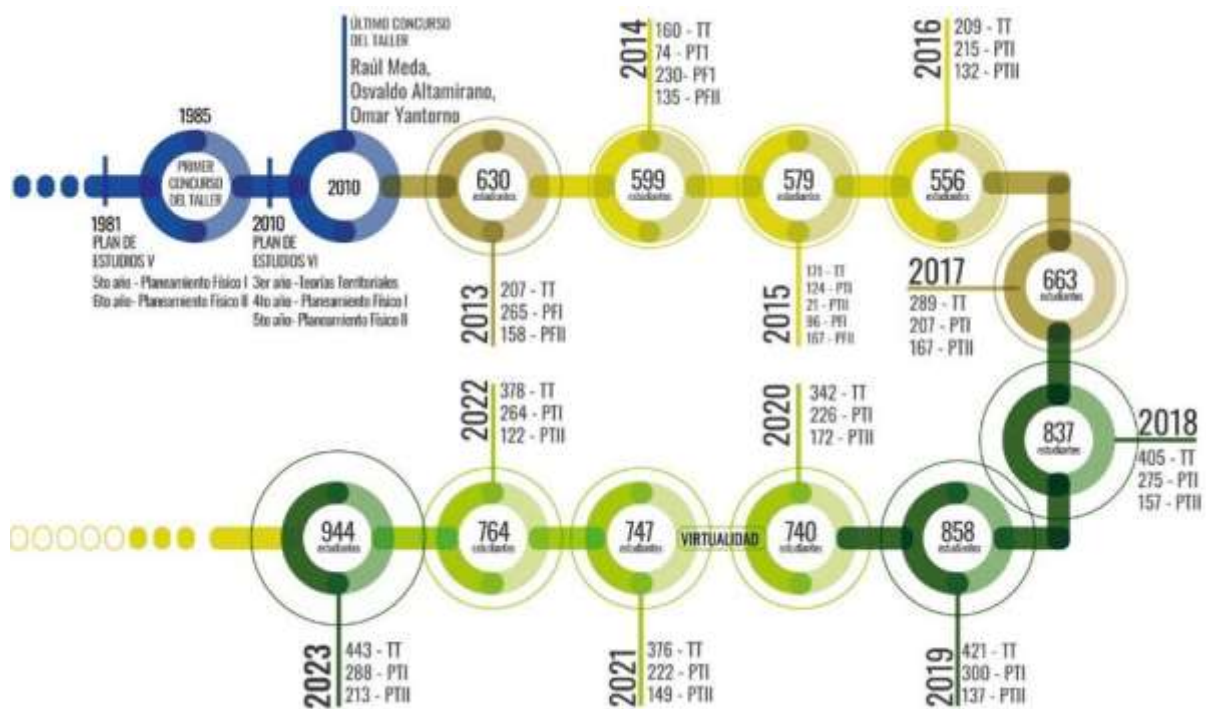 1985
PRIMER
CONCURSO
DEL TALLER
1981
PLAN DE
ESTUDIOS V
5to año - Planeamiento Físico I
6to año - Planeamiento Físico II
2010
PLAN DE
ESTUDIOS VI
3er año -Teorías Territoriales
4to año - Planeamiento Físico I
5to año- Planeamiento Físico II
ÚLTIMO CONCURSO
DEL TALLER
Raúl Meda,
Osvaldo Altamirano,
Omar Yantorno
2010
630
estudiantes
2013
207 - TT
265 - PFI
158 - PFII
2014
160 - TT
74 - PTI
230- PFI
135 - PFII
599
estudiantes
579
estudiantes
2015
171 - TT
124 - PTI
21 - PTII
96 - PFI
167 - PFII
2016
209 - TT
215 - PTI
132 - PTII
556
estudiantes
2017
289 - TT
207 - PTI
167 - PTII
663
estudiantes
837
estudiantes
2018
405 - TT
275 - PTI
157 - PTII
858
estudiantes
2019
421 - TT
300 - PTI
137 - PTII
2020
342 - TT
226 - PTI
172 - PTII
740
estudiantes
VIRTUALIDAD
747
estudiantes
2021
376 - TT
222 - PTI
149 - PTII
2022
378 - TT
264 - PTI
122 - PTII
764
estudiantes
944
estudiantes
2023
443 - TT
288 - PTI
213 - PTII